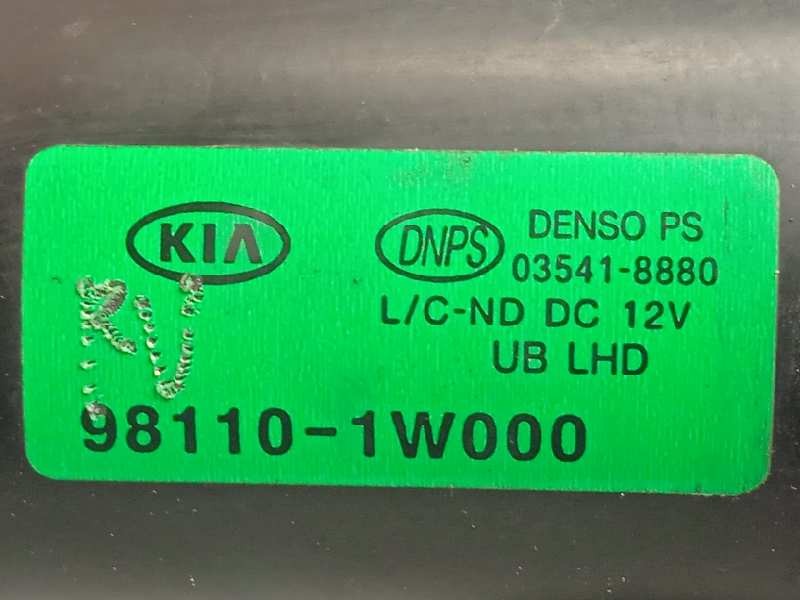 KIA
DNPS
DENSO PS
03541-8880
L/C-ND DC 12V
UB LHD
98110-1W000